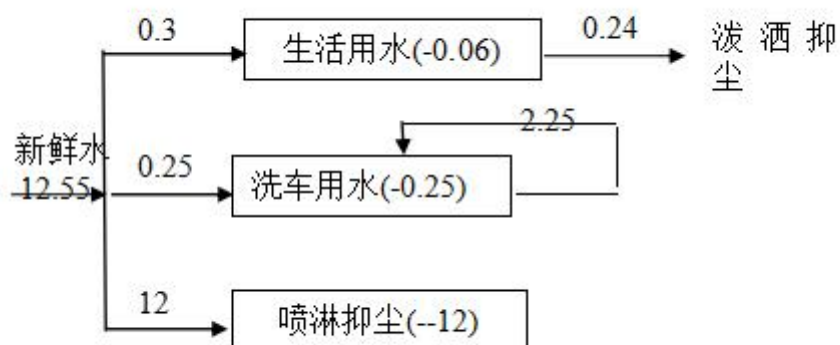 0.3
生活用水(-0.06)
0.24
泼 洒 抑
尘
新鲜水
12.55
0.25
洗车用水(-0.25)
2.25
12
喷淋抑尘(--12)